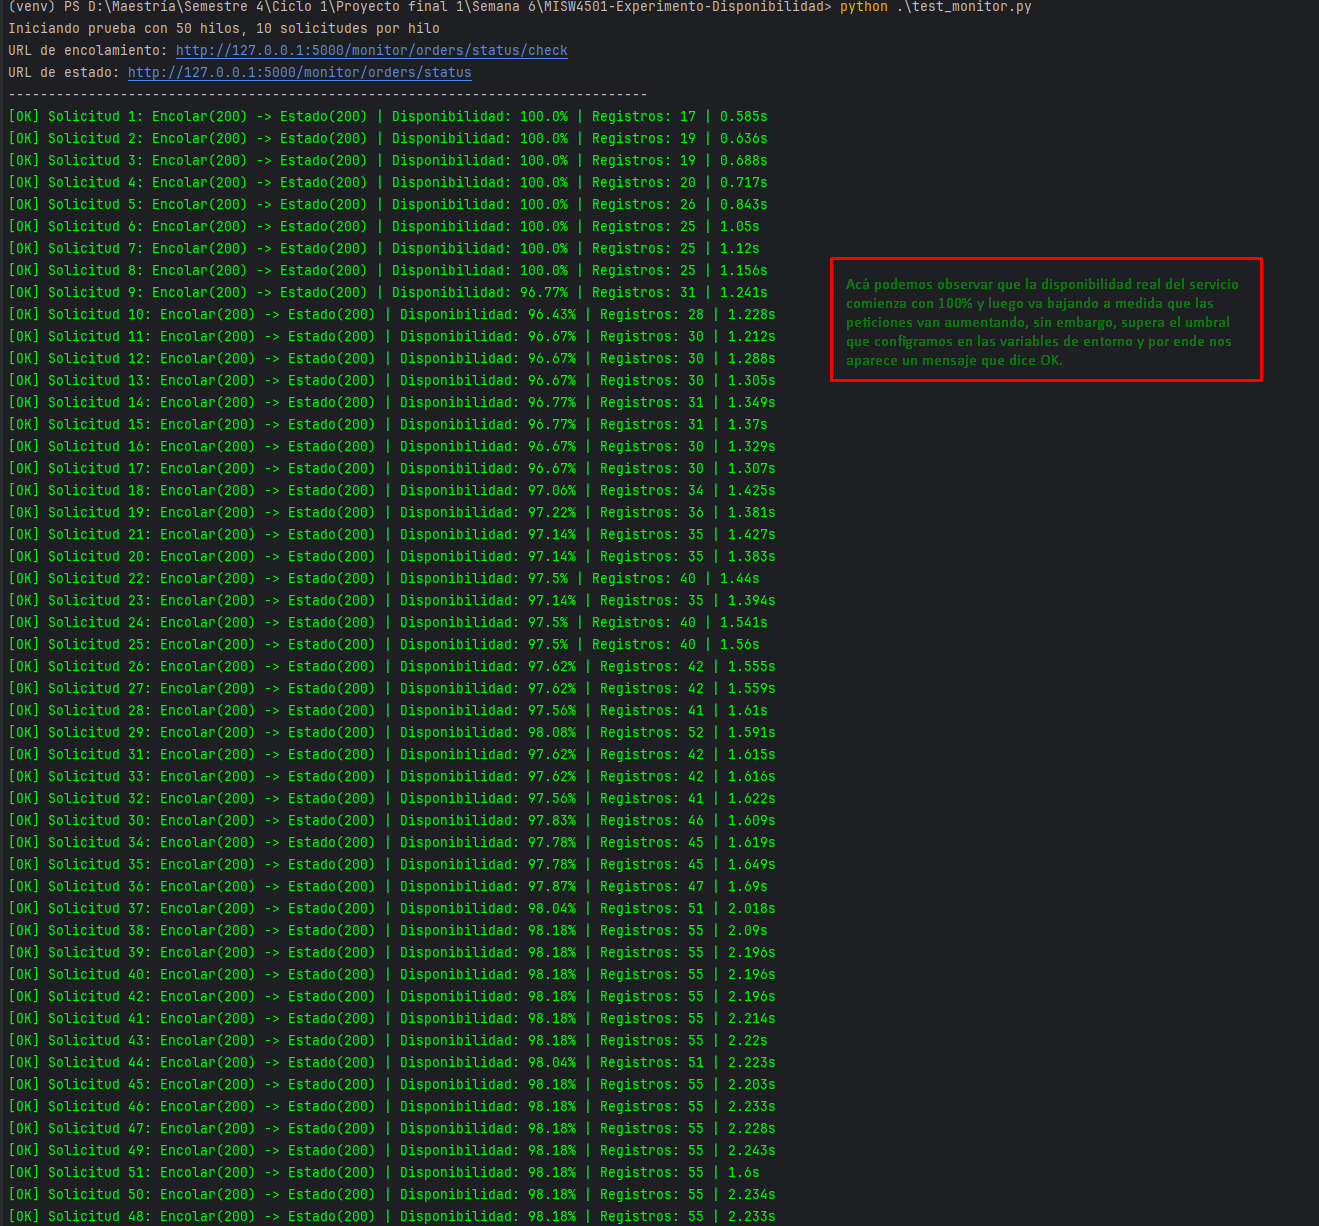 (venv) PS D:\Maestría\Semestre 4\Ciclo 1\Proyecto final 1\Semana 6\MISW4501-Experimento-Disponibilidad> python .\test_monitor.py
Iniciando prueba con 50 hilos, 10 solicitudes por hilo
URL de encolamiento: http://127.0.0.1:5000/monitor/orders/status/check
URL de estado: http://127.0.0.1:5000/monitor/orders/status
--------------------------------------------------------------------------------
[OK] Solicitud 1: Encolar(200) -> Estado(200) | Disponibilidad: 100.0% | Registros: 17 | 0.585s
[OK] Solicitud 2: Encolar(200) -> Estado(200) | Disponibilidad: 100.0% | Registros: 19 | 0.636s
[OK] Solicitud 3: Encolar(200) -> Estado(200) | Disponibilidad: 100.0% | Registros: 19 | 0.688s
[OK] Solicitud 4: Encolar(200) -> Estado(200) | Disponibilidad: 100.0% | Registros: 20 | 0.717s
[OK] Solicitud 5: Encolar(200) -> Estado(200) | Disponibilidad: 100.0% | Registros: 26 | 0.843s
[OK] Solicitud 6: Encolar(200) -> Estado(200) | Disponibilidad: 100.0% | Registros: 25 | 1.05s
[OK] Solicitud 7: Encolar(200) -> Estado(200) | Disponibilidad: 100.0% | Registros: 25 | 1.12s
[OK] Solicitud 8: Encolar(200) -> Estado(200) | Disponibilidad: 100.0% | Registros: 25 | 1.156s
[OK] Solicitud 9: Encolar(200) -> Estado(200) | Disponibilidad: 96.77% | Registros: 31 | 1.241s
[OK] Solicitud 10: Encolar(200) -> Estado(200) | Disponibilidad: 96.43% | Registros: 28 | 1.228s
[OK] Solicitud 11: Encolar(200) -> Estado(200) | Disponibilidad: 96.67% | Registros: 30 | 1.212s
[OK] Solicitud 12: Encolar(200) -> Estado(200) | Disponibilidad: 96.67% | Registros: 30 | 1.288s
[OK] Solicitud 13: Encolar(200) -> Estado(200) | Disponibilidad: 96.67% | Registros: 30 | 1.305s
[OK] Solicitud 14: Encolar(200) -> Estado(200) | Disponibilidad: 96.77% | Registros: 31 | 1.349s
[OK] Solicitud 15: Encolar(200) -> Estado(200) | Disponibilidad: 96.77% | Registros: 31 | 1.37s
[OK] Solicitud 16: Encolar(200) -> Estado(200) | Disponibilidad: 96.67% | Registros: 30 | 1.329s
[OK] Solicitud 17: Encolar(200) -> Estado(200) | Disponibilidad: 96.67% | Registros: 30 | 1.307s
[OK] Solicitud 18: Encolar(200) -> Estado(200) | Disponibilidad: 97.06% | Registros: 34 | 1.425s
[OK] Solicitud 19: Encolar(200) -> Estado(200) | Disponibilidad: 97.22% | Registros: 36 | 1.381s
[OK] Solicitud 21: Encolar(200) -> Estado(200) | Disponibilidad: 97.14% | Registros: 35 | 1.427s
[OK] Solicitud 20: Encolar(200) -> Estado(200) | Disponibilidad: 97.14% | Registros: 35 | 1.383s
[OK] Solicitud 22: Encolar(200) -> Estado(200) | Disponibilidad: 97.5% | Registros: 40 | 1.44s
[OK] Solicitud 23: Encolar(200) -> Estado(200) | Disponibilidad: 97.14% | Registros: 35 | 1.394s
[OK] Solicitud 24: Encolar(200) -> Estado(200) | Disponibilidad: 97.5% | Registros: 40 | 1.541s
[OK] Solicitud 25: Encolar(200) -> Estado(200) | Disponibilidad: 97.5% | Registros: 40 | 1.56s
[OK] Solicitud 26: Encolar(200) -> Estado(200) | Disponibilidad: 97.62% | Registros: 42 | 1.555s
[OK] Solicitud 27: Encolar(200) -> Estado(200) | Disponibilidad: 97.62% | Registros: 42 | 1.559s
[OK] Solicitud 28: Encolar(200) -> Estado(200) | Disponibilidad: 97.56% | Registros: 41 | 1.61s
[OK] Solicitud 29: Encolar(200) -> Estado(200) | Disponibilidad: 98.08% | Registros: 52 | 1.591s
[OK] Solicitud 31: Encolar(200) -> Estado(200) | Disponibilidad: 97.62% | Registros: 42 | 1.615s
[OK] Solicitud 33: Encolar(200) -> Estado(200) | Disponibilidad: 97.62% | Registros: 42 | 1.616s
[OK] Solicitud 32: Encolar(200) -> Estado(200) | Disponibilidad: 97.56% | Registros: 41 | 1.622s
[OK] Solicitud 30: Encolar(200) -> Estado(200) | Disponibilidad: 97.83% | Registros: 46 | 1.609s
[OK] Solicitud 34: Encolar(200) -> Estado(200) | Disponibilidad: 97.78% | Registros: 45 | 1.619s
[OK] Solicitud 35: Encolar(200) -> Estado(200) | Disponibilidad: 97.78% | Registros: 45 | 1.649s
[OK] Solicitud 36: Encolar(200) -> Estado(200) | Disponibilidad: 97.87% | Registros: 47 | 1.69s
[OK] Solicitud 37: Encolar(200) -> Estado(200) | Disponibilidad: 98.04% | Registros: 51 | 2.018s
[OK] Solicitud 38: Encolar(200) -> Estado(200) | Disponibilidad: 98.18% | Registros: 55 | 2.09s
[OK] Solicitud 39: Encolar(200) -> Estado(200) | Disponibilidad: 98.18% | Registros: 55 | 2.196s
[OK] Solicitud 40: Encolar(200) -> Estado(200) | Disponibilidad: 98.18% | Registros: 55 | 2.196s
[OK] Solicitud 42: Encolar(200) -> Estado(200) | Disponibilidad: 98.18% | Registros: 55 | 2.196s
[OK] Solicitud 41: Encolar(200) -> Estado(200) | Disponibilidad: 98.18% | Registros: 55 | 2.214s
[OK] Solicitud 43: Encolar(200) -> Estado(200) | Disponibilidad: 98.18% | Registros: 55 | 2.22s
[OK] Solicitud 44: Encolar(200) -> Estado(200) | Disponibilidad: 98.04% | Registros: 51 | 2.223s
[OK] Solicitud 45: Encolar(200) -> Estado(200) | Disponibilidad: 98.18% | Registros: 55 | 2.203s
[OK] Solicitud 46: Encolar(200) -> Estado(200) | Disponibilidad: 98.18% | Registros: 55 | 2.233s
[OK] Solicitud 47: Encolar(200) -> Estado(200) | Disponibilidad: 98.18% | Registros: 55 | 2.228s
[OK] Solicitud 49: Encolar(200) -> Estado(200) | Disponibilidad: 98.18% | Registros: 55 | 2.243s
[OK] Solicitud 51: Encolar(200) -> Estado(200) | Disponibilidad: 98.18% | Registros: 55 | 1.6s
[OK] Solicitud 50: Encolar(200) -> Estado(200) | Disponibilidad: 98.18% | Registros: 55 | 2.234s
[OK] Solicitud 48: Encolar(200) -> Estado(200) | Disponibilidad: 98.18% | Registros: 55 | 2.233s
Acá podemos observar que la disponibilidad real del servicio
comienza con 100% y luego va bajando a medida que las
peticiones van aumentando, sin embargo, supera el umbral
que configramos en las variables de entorno y por ende nos
aparece un mensaje que dice OK.